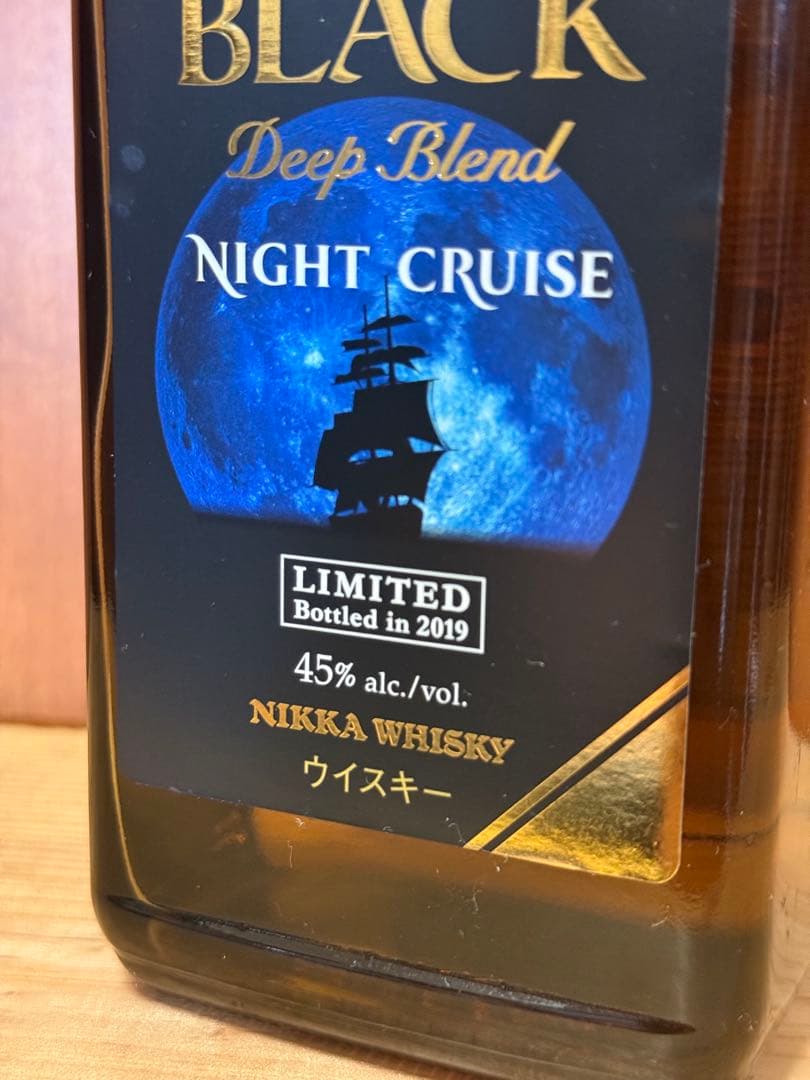 BLACK
Deep Blend
NIGHT CRUISE
LIMITED
Bottled in 2019
45% alc./vol.
NIKKA WHISKY
ウイスキー